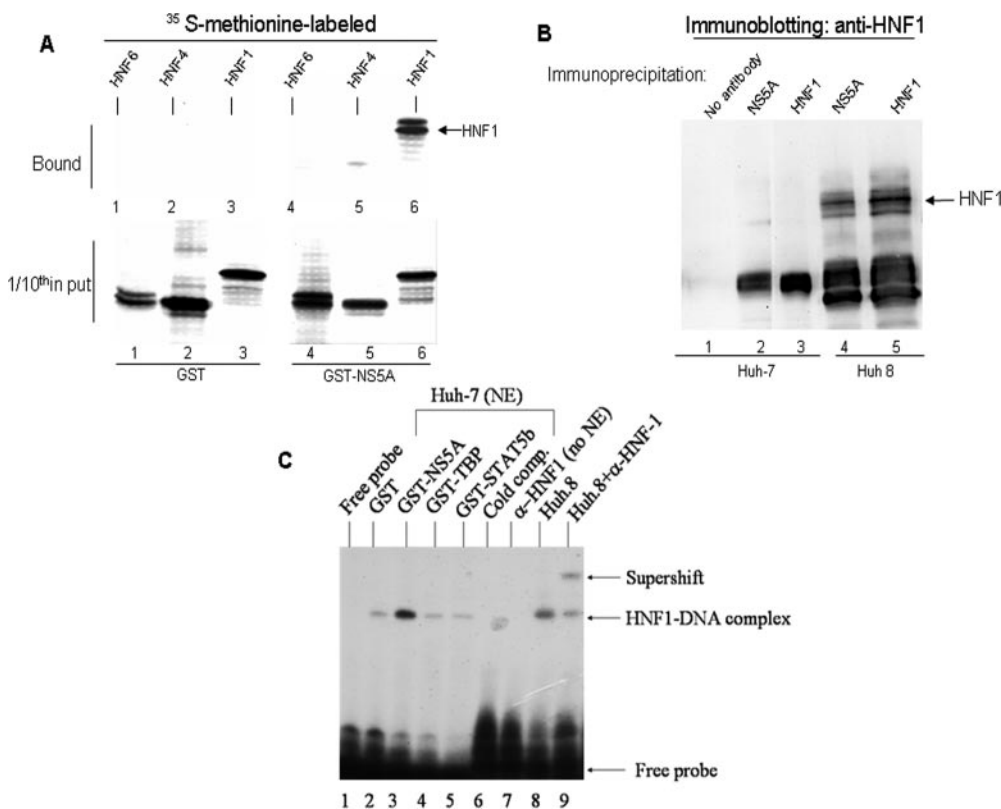 A
³⁵ S-methionine-labeled
HNF6 HNF4 HNF1 HNF6 HNF4 HNF1
←HNF1
Bound
1 2 3 4 5 6
1/10th in put
1 2 3 4 5 6
GST GST-NS5A
B
Immunoblotting: anti-HNF1
Immunoprecipitation:
No antibody NS5A HNF1 NS5A HNF1
←HNF1
1 2 3 4 5
Huh-7 Huh 8
C
Huh-7 (NE)
Free probe GST GST-NS5A GST-TBP GST-STAT5b Cold comp. α-HNF1 (no NE) Huh.8 Huh.8+α-HNF-1
Supershift
HNF1-DNA complex
Free probe
1 2 3 4 5 6 7 8 9